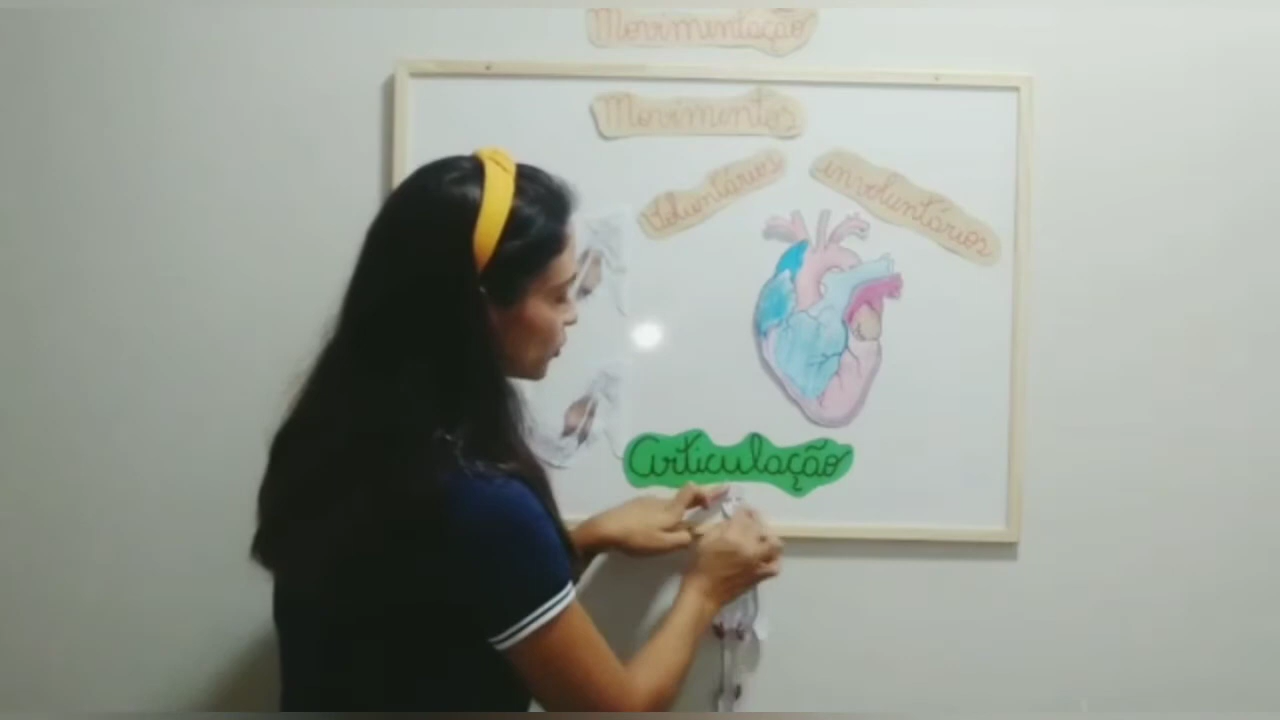 Movimentação
Movimentos
Voluntários
involuntários
Articulação